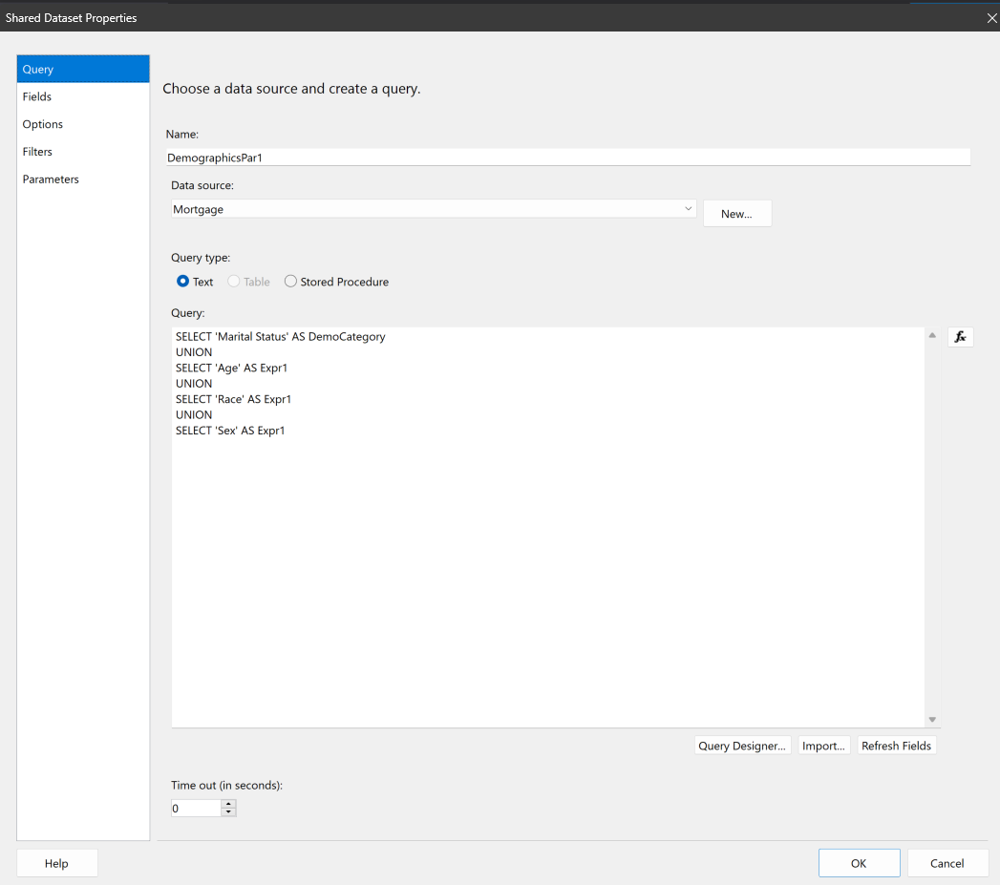 Shared Dataset Properties
Query
Fields
Options
Filters
Parameters
Choose a data source and create a query.
Name:
DemographicsPar1
Data source:
Mortgage
New...
Query type:
Text
Table
Stored Procedure
Query:
SELECT 'Marital Status' AS DemoCategory
UNION
SELECT 'Age' AS Expr1
UNION
SELECT 'Race' AS Expr1
UNION
SELECT 'Sex' AS Expr1
fx
Query Designer...
Import...
Refresh Fields
Time out (in seconds):
0
Help
OK
Cancel